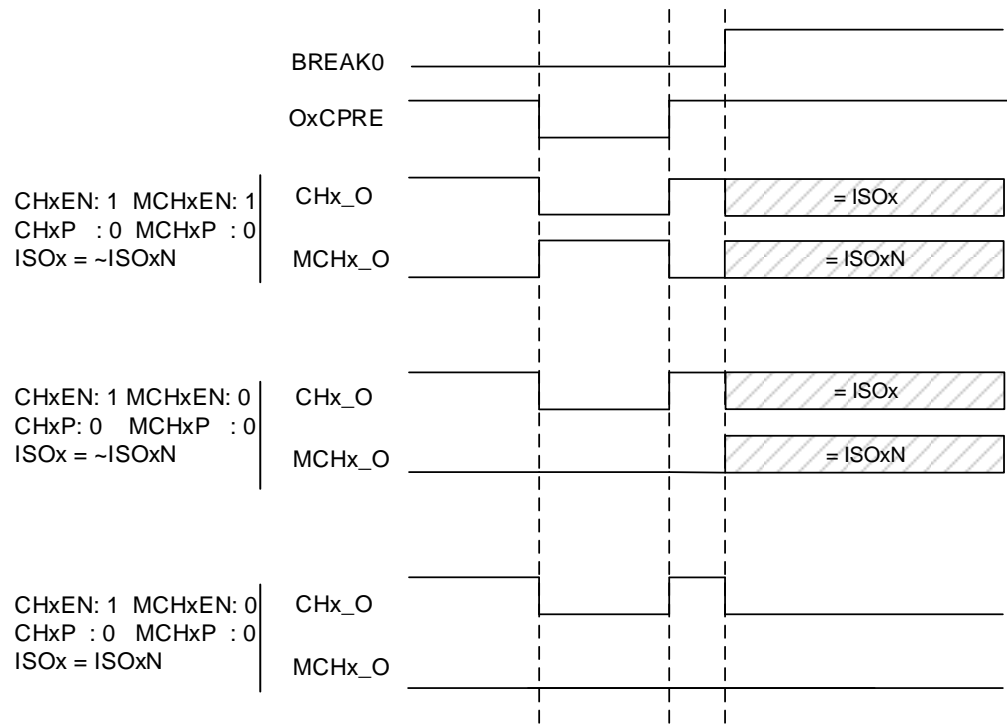 BREAK0
OxCPRE
CHxEN: 1 MCHxEN: 1
CHxP : 0 MCHxP : 0
ISOx = ~ISOxN
CHx_O
= ISOx
MCHx_O
= ISOxN
CHxEN: 1 MCHxEN: 0
CHxP: 0 MCHxP : 0
ISOx = ~ISOxN
CHx_O
= ISOx
MCHx_O
= ISOxN
CHxEN: 1 MCHxEN: 0
CHxP : 0 MCHxP : 0
ISOx = ISOxN
CHx_O
MCHx_O